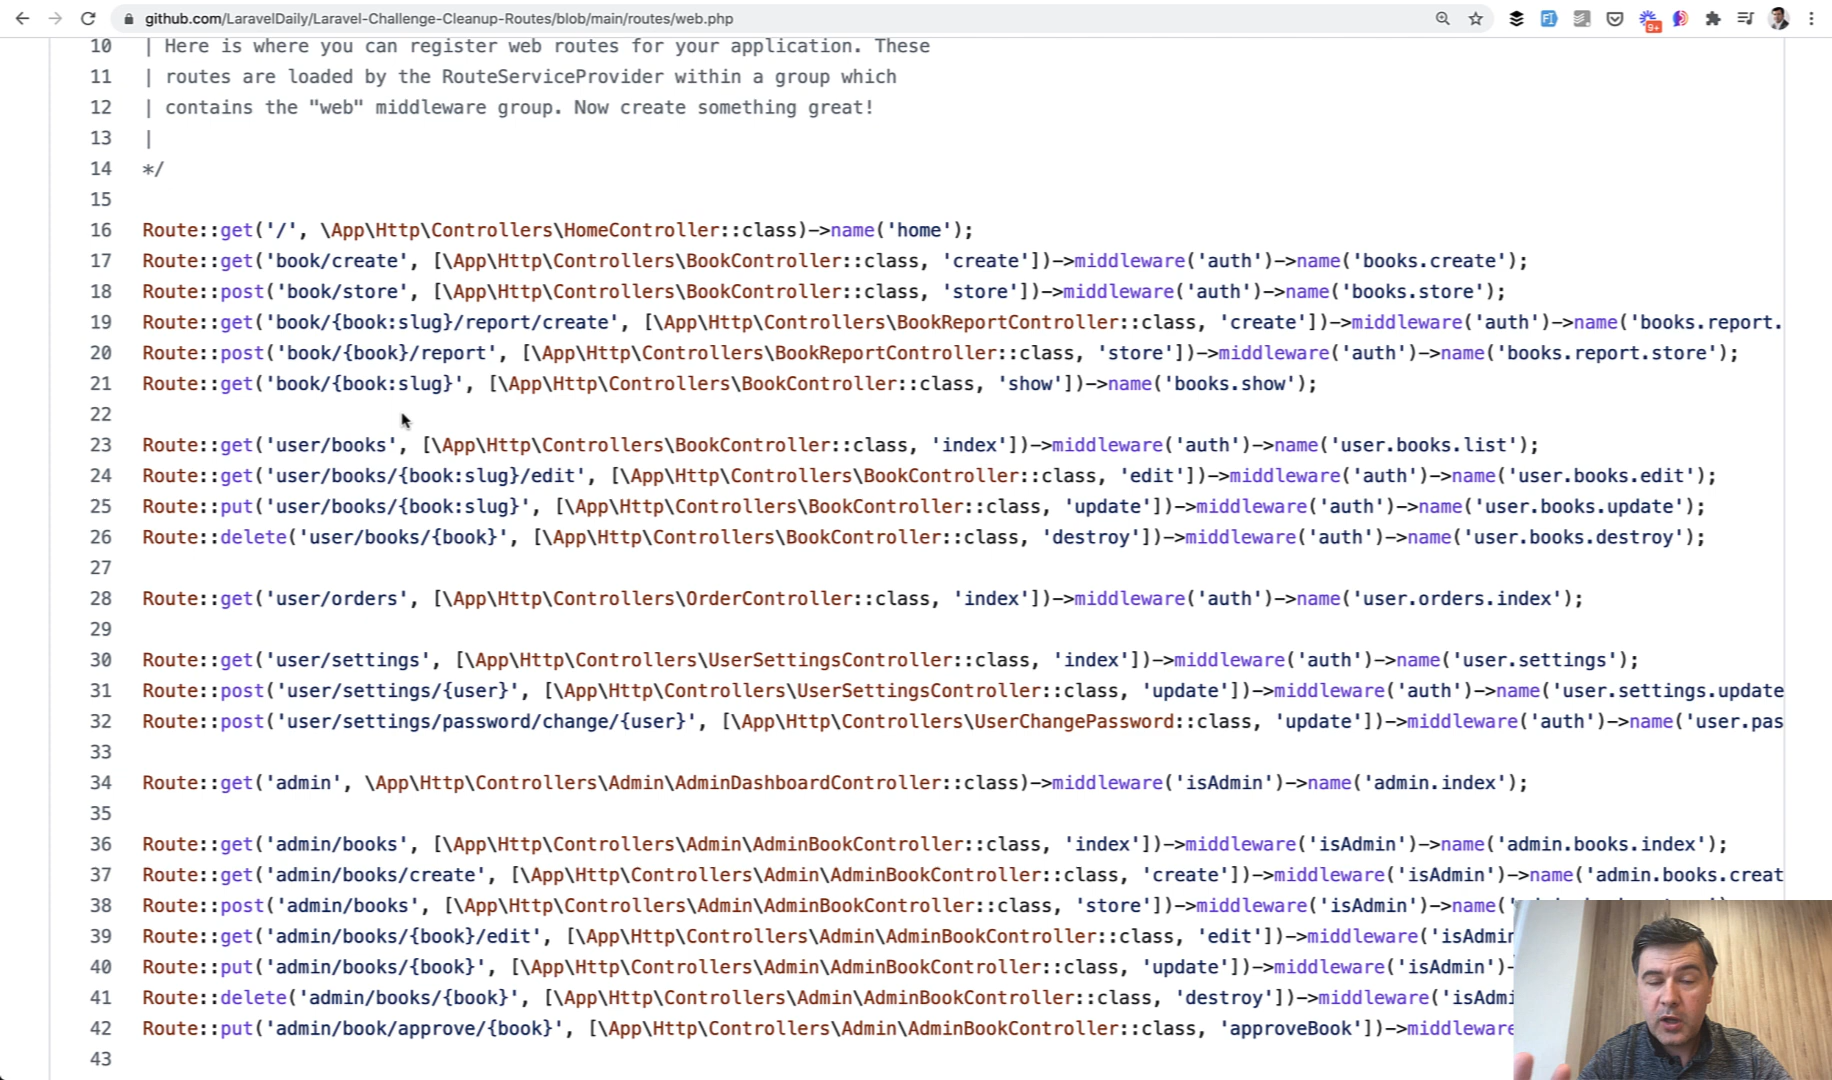 github.com/LaravelDaily/Laravel-Challenge-Cleanup-Routes/blob/main/routes/web.php
9+
10 | Here is where you can register web routes for your application. These
11 | routes are loaded by the RouteServiceProvider within a group which
12 | contains the "web" middleware group. Now create something great!
13 |
14 */
15
16 Route::get('/', \App\Http\Controllers\HomeController::class)->name('home');
17 Route::get('book/create', [\App\Http\Controllers\BookController::class, 'create'])->middleware('auth')->name('books.create');
18 Route::post('book/store', [\App\Http\Controllers\BookController::class, 'store'])->middleware('auth')->name('books.store');
19 Route::get('book/{book:slug}/report/create', [\App\Http\Controllers\BookReportController::class, 'create'])->middleware('auth')->name('books.report.
20 Route::post('book/{book}/report', [\App\Http\Controllers\BookReportController::class, 'store'])->middleware('auth')->name('books.report.store');
21 Route::get('book/{book:slug}', [\App\Http\Controllers\BookController::class, 'show'])->name('books.show');
22
23 Route::get('user/books', [\App\Http\Controllers\BookController::class, 'index'])->middleware('auth')->name('user.books.list');
24 Route::get('user/books/{book:slug}/edit', [\App\Http\Controllers\BookController::class, 'edit'])->middleware('auth')->name('user.books.edit');
25 Route::put('user/books/{book:slug}', [\App\Http\Controllers\BookController::class, 'update'])->middleware('auth')->name('user.books.update');
26 Route::delete('user/books/{book}', [\App\Http\Controllers\BookController::class, 'destroy'])->middleware('auth')->name('user.books.destroy');
27
28 Route::get('user/orders', [\App\Http\Controllers\OrderController::class, 'index'])->middleware('auth')->name('user.orders.index');
29
30 Route::get('user/settings', [\App\Http\Controllers\UserSettingsController::class, 'index'])->middleware('auth')->name('user.settings');
31 Route::post('user/settings/{user}', [\App\Http\Controllers\UserSettingsController::class, 'update'])->middleware('auth')->name('user.settings.update
32 Route::post('user/settings/password/change/{user}', [\App\Http\Controllers\UserChangePassword::class, 'update'])->middleware('auth')->name('user.pas
33
34 Route::get('admin', \App\Http\Controllers\Admin\AdminDashboardController::class)->middleware('isAdmin')->name('admin.index');
35
36 Route::get('admin/books', [\App\Http\Controllers\Admin\AdminBookController::class, 'index'])->middleware('isAdmin')->name('admin.books.index');
37 Route::get('admin/books/create', [\App\Http\Controllers\Admin\AdminBookController::class, 'create'])->middleware('isAdmin')->name('admin.books.creat
38 Route::post('admin/books', [\App\Http\Controllers\Admin\AdminBookController::class, 'store'])->middleware('isAdmin')->name('
39 Route::get('admin/books/{book}/edit', [\App\Http\Controllers\Admin\AdminBookController::class, 'edit'])->middleware('isAdmin
40 Route::put('admin/books/{book}', [\App\Http\Controllers\Admin\AdminBookController::class, 'update'])->middleware('isAdmin')-
41 Route::delete('admin/books/{book}', [\App\Http\Controllers\Admin\AdminBookController::class, 'destroy'])->middleware('isAdmi
42 Route::put('admin/book/approve/{book}', [\App\Http\Controllers\Admin\AdminBookController::class, 'approveBook'])->middleware
43